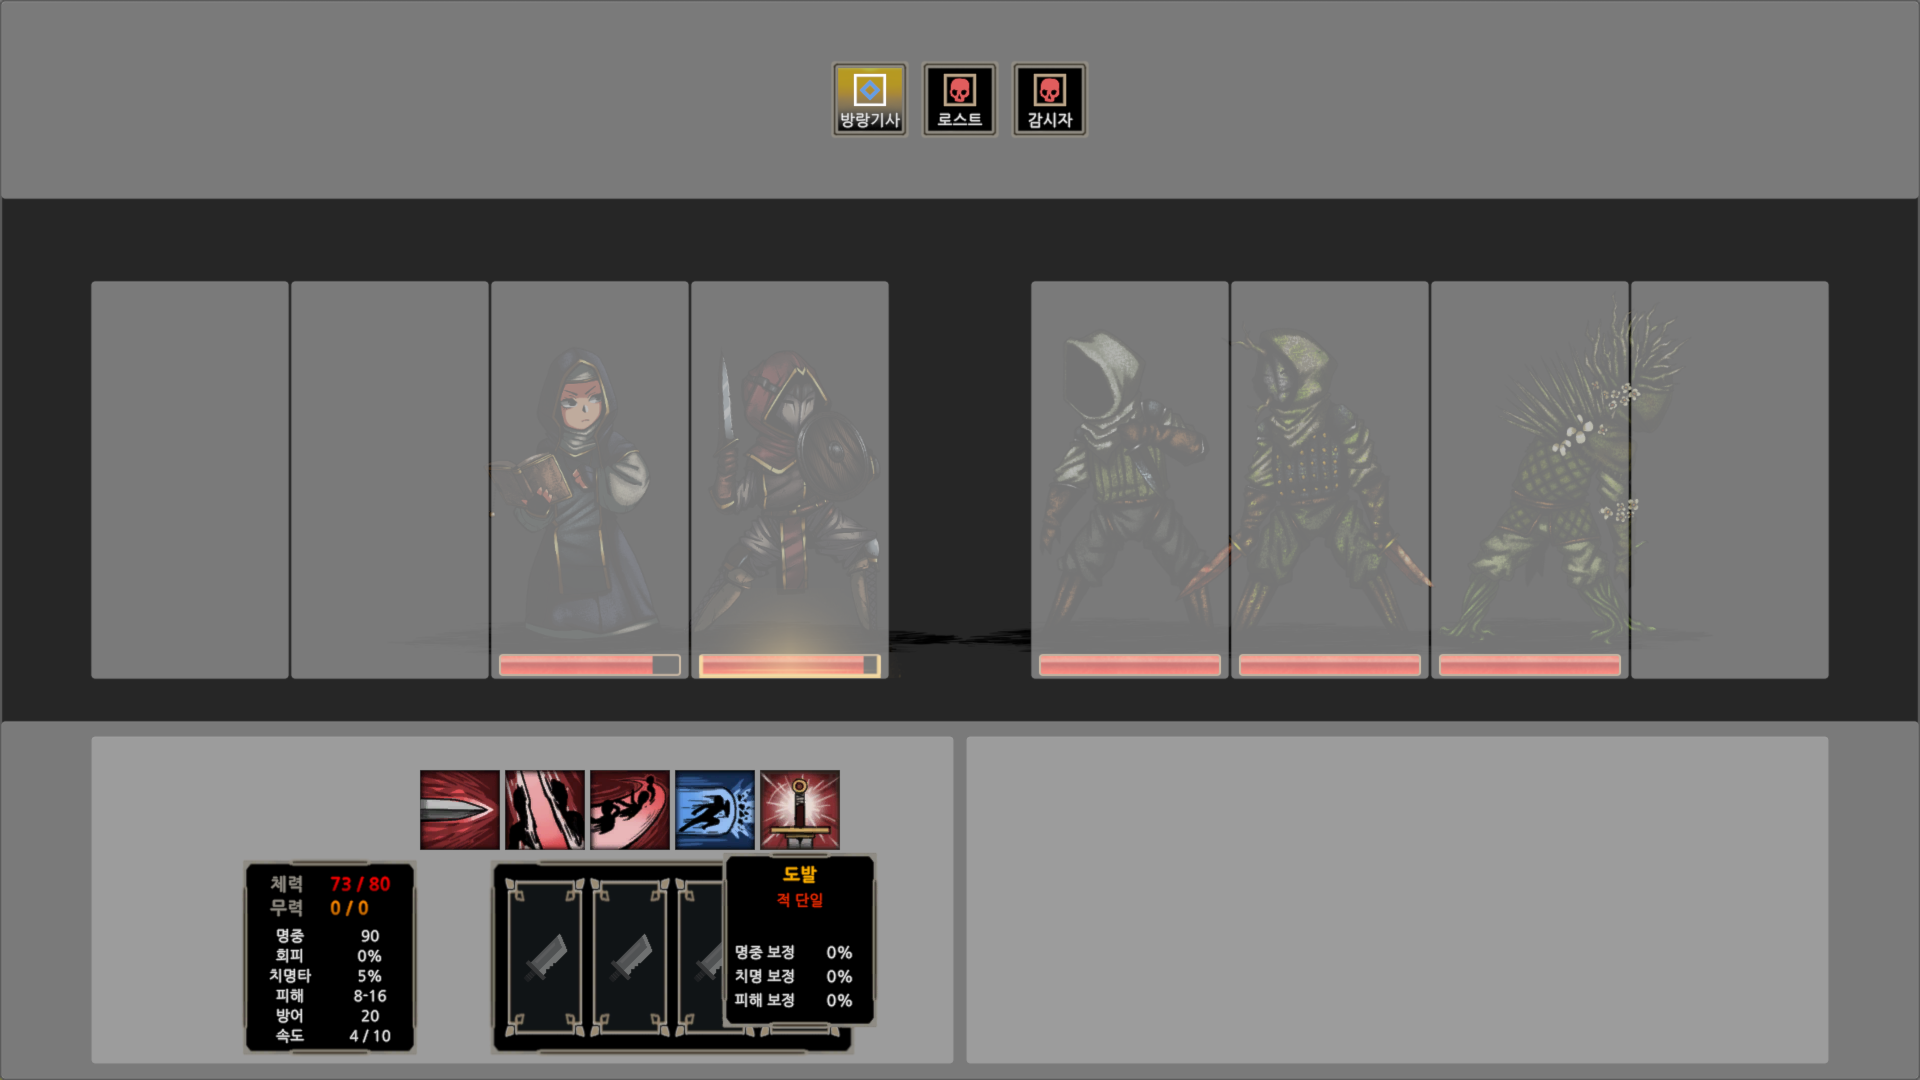 방랑기사
로스트
감시자
체력 73 / 80
무력 0 / 0
명중 90
회피 0%
치명타 5%
피해 8-16
방어 20
속도 4 / 10
도발
적 단일
명중 보정 0%
치명 보정 0%
피해 보정 0%